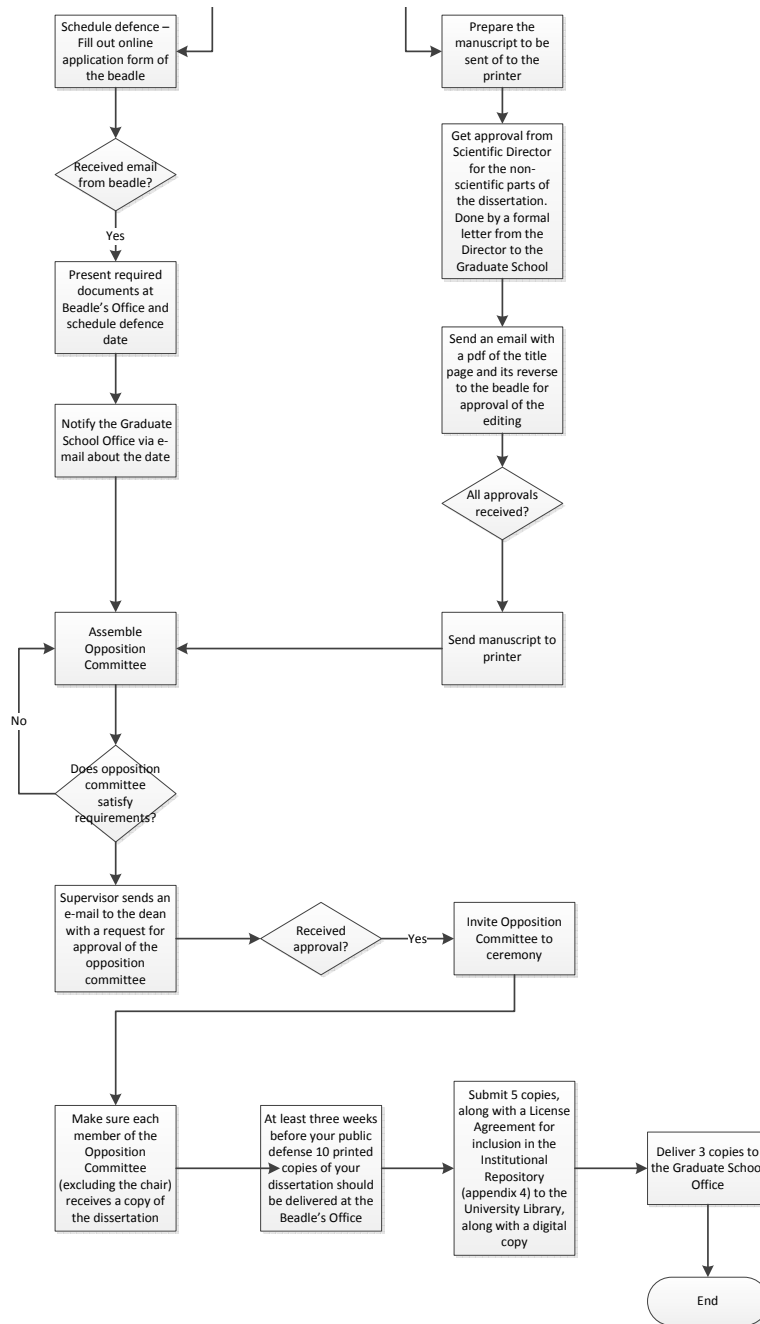 Schedule defence –
Fill out online
application form of
the beadle
Prepare the
manuscript to be
sent of to the
printer
Received email
from beadle?
Get approval from
Scientific Director
for the non-
scientific parts of
the dissertation.
Done by a formal
letter from the
Director to the
Graduate School
Yes
Present required
documents at
Beadle's Office and
schedule defence
date
Send an email with
a pdf of the title
page and its reverse
to the beadle for
approval of the
editing
Notify the Graduate
School Office via e-
mail about the date
All approvals
received?
Assemble
Opposition
Committee
Send manuscript to
printer
No
Does opposition
committee
satisfy
requirements?
Supervisor sends an
e-mail to the dean
with a request for
approval of the
opposition
committee
Received
approval?
Yes
Invite Opposition
Committee to
ceremony
Make sure each
member of the
Opposition
Committee
(excluding the chair)
receives a copy of
the dissertation
At least three weeks
before your public
defense 10 printed
copies of your
dissertation should
be delivered at the
Beadle's Office
Submit 5 copies,
along with a License
Agreement for
inclusion in the
Institutional
Repository
(appendix 4) to the
University Library,
along with a digital
copy
Deliver 3 copies to
the Graduate School
Office
End